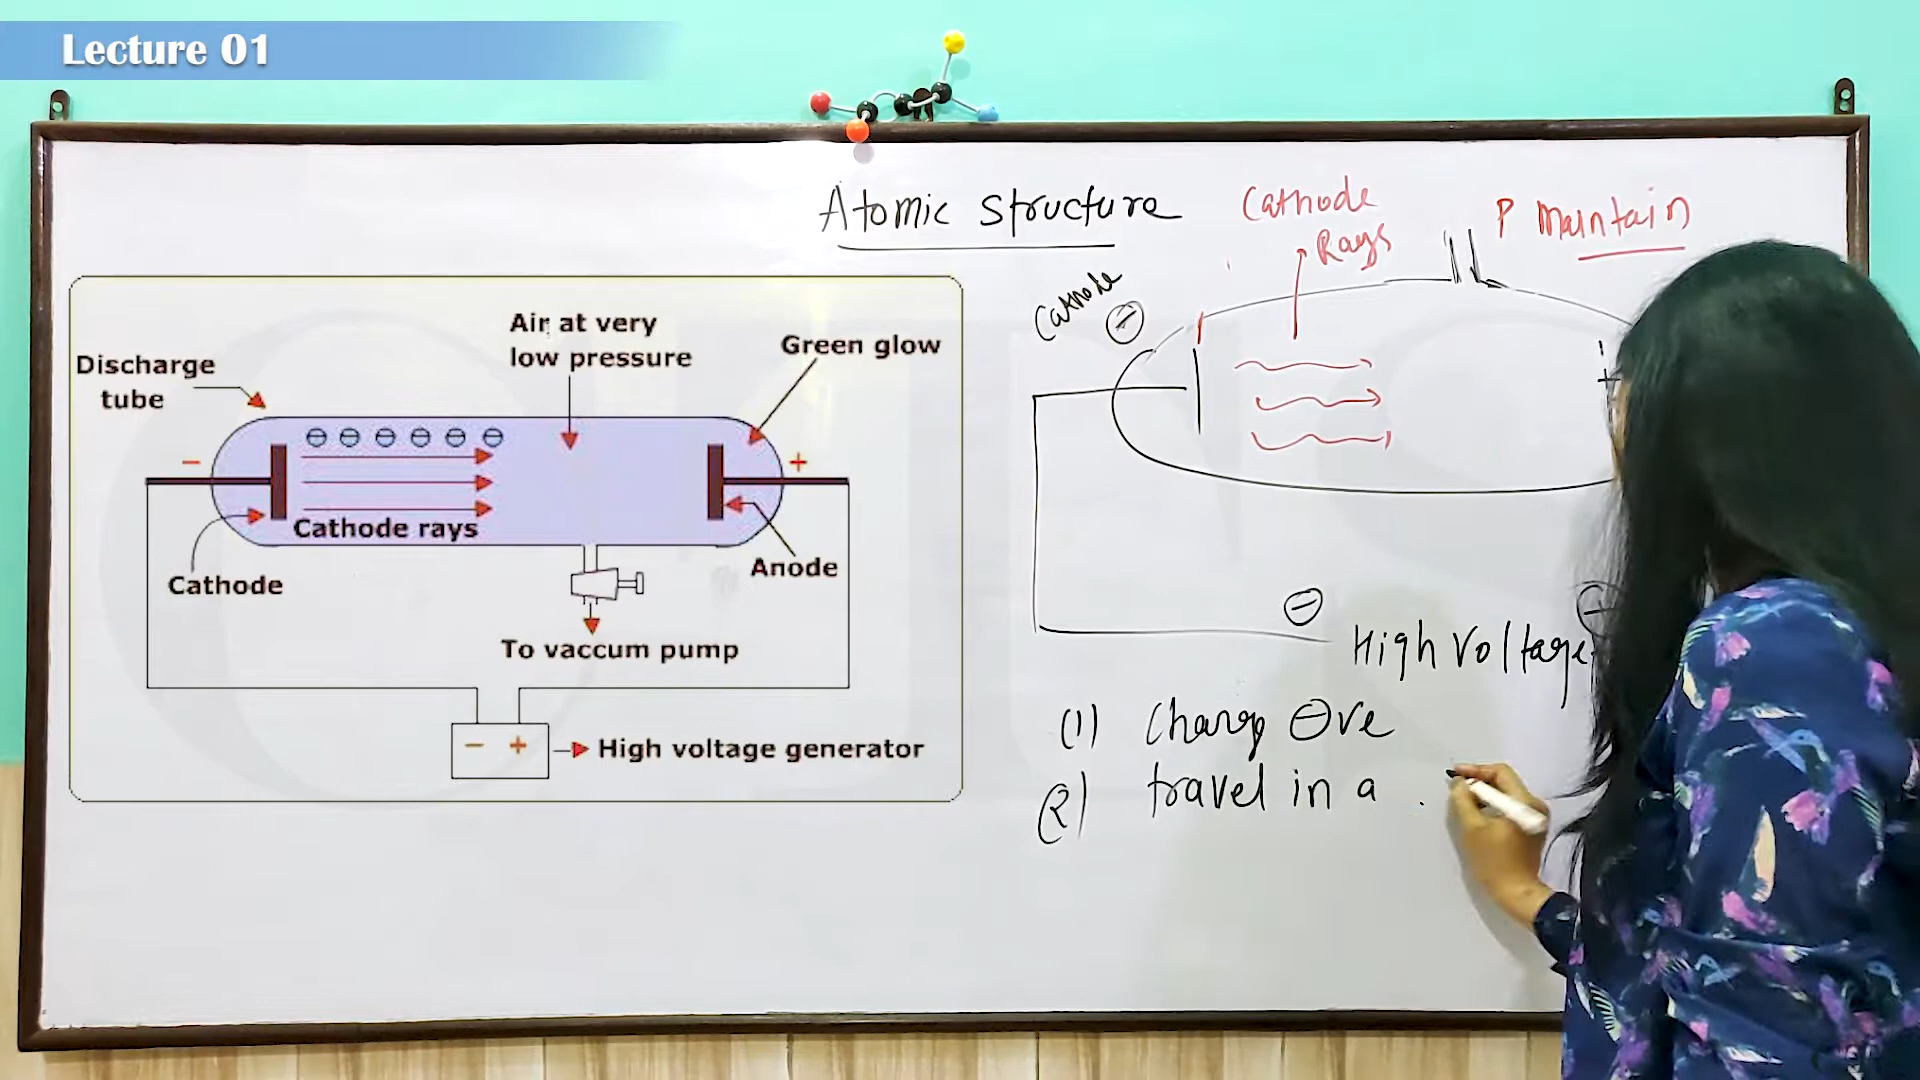 Lecture 01
Atomic structure
Cathode
Rays
P Maintain
Cathode
Air at very
low pressure
Green glow
Discharge
tube
−
+
Cathode rays
Cathode
Anode
To vaccum pump
− +
High voltage generator
High voltage
(1) Charg ⊖ve
(2) travel in a